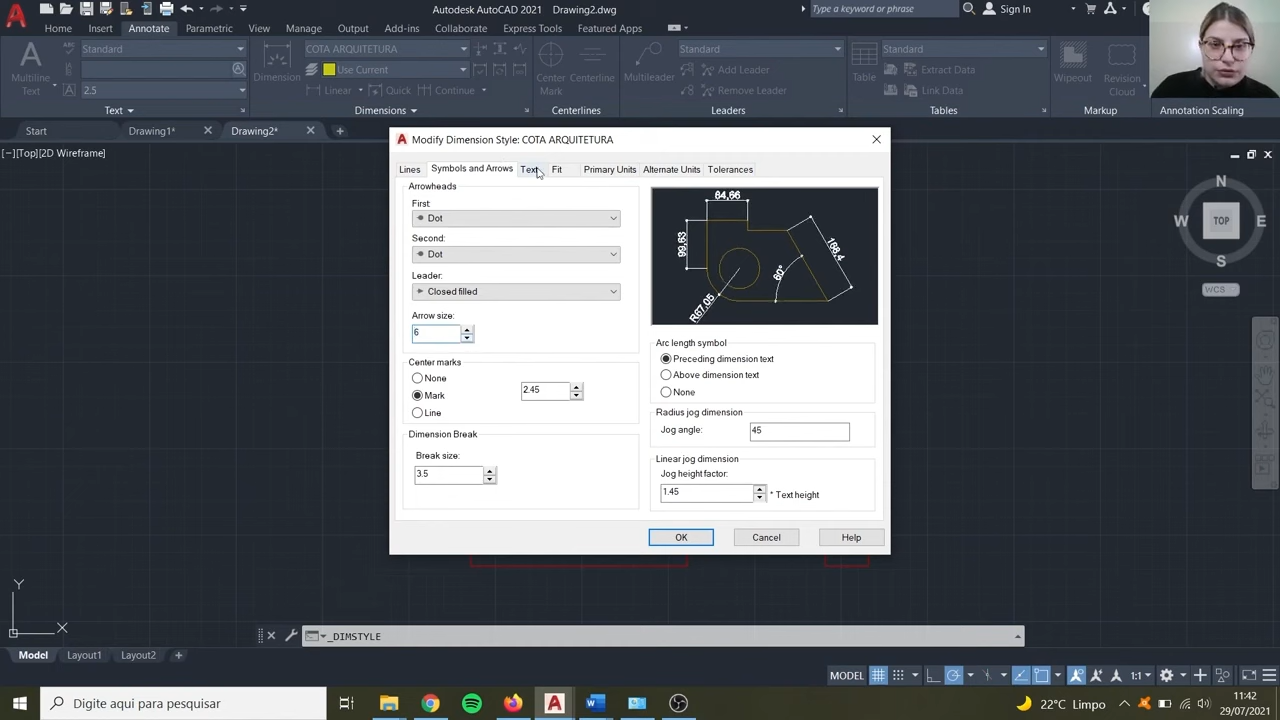 Autodesk AutoCAD 2021 Drawing2.dwg
Type a keyword or phrase
Sign In
Home Insert Annotate View Manage Output Add-ins Collaborate Express Tools Featured Apps
Multiline
Text
Standard
2.5
Text
Dimension
COTA ARQUITETURA
Use Current
Linear Quick Continue
Dimensions
Center
Mark
Centerline
Centerlines
Multileader
Standard
Add Leader
Remove Leader
Leaders
Table
Standard
Extract Data
Link Data
Tables
Wipeout
Revision
Cloud
Markup
Annotation Scaling
Start Drawing1* Drawing2*
[−][Top][2D Wireframe]
Modify Dimension Style: COTA ARQUITETURA
Lines Symbols and Arrows Text Fit Primary Units Alternate Units Tolerances
Arrowheads
First:
Dot
Second:
Dot
Leader:
Closed filled
Arrow size:
6
Center marks
None
Mark
Line
2.45
Dimension Break
Break size:
3.5
64,66
99,63
168,4
60°
R67,05
Arc length symbol
Preceding dimension text
Above dimension text
None
Radius jog dimension
Jog angle:
45
Linear jog dimension
Jog height factor:
1.45
* Text height
OK Cancel Help
N
W TOP E
S
WCS
Y
X
_DIMSTYLE
Model Layout1 Layout2
MODEL
1:1
Digite aqui para pesquisar
22°C Limpo
11:42
29/07/2021